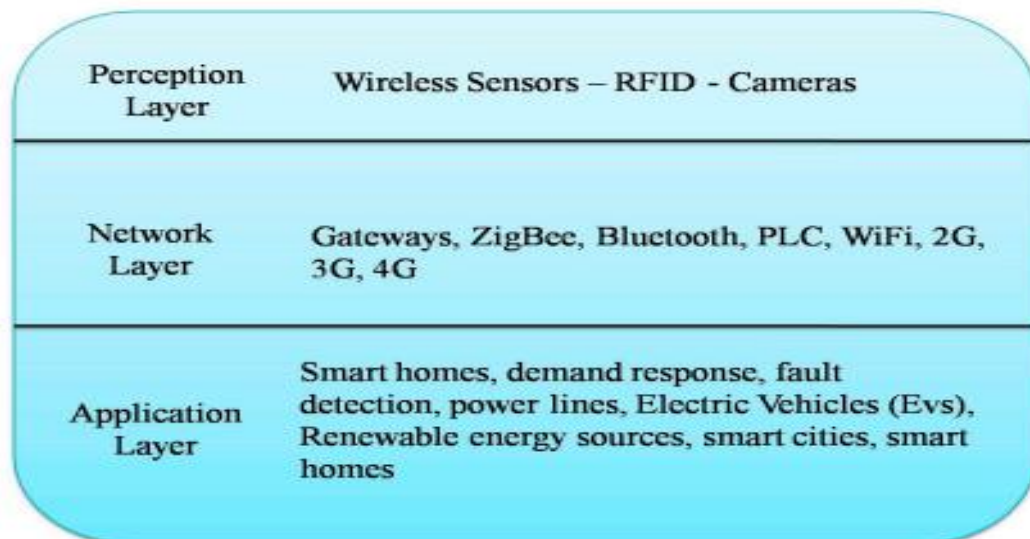 Perception Layer
Wireless Sensors – RFID - Cameras
Network Layer
Gateways, ZigBee, Bluetooth, PLC, WiFi, 2G,
3G, 4G
Application Layer
Smart homes, demand response, fault
detection, power lines, Electric Vehicles (Evs),
Renewable energy sources, smart cities, smart
homes